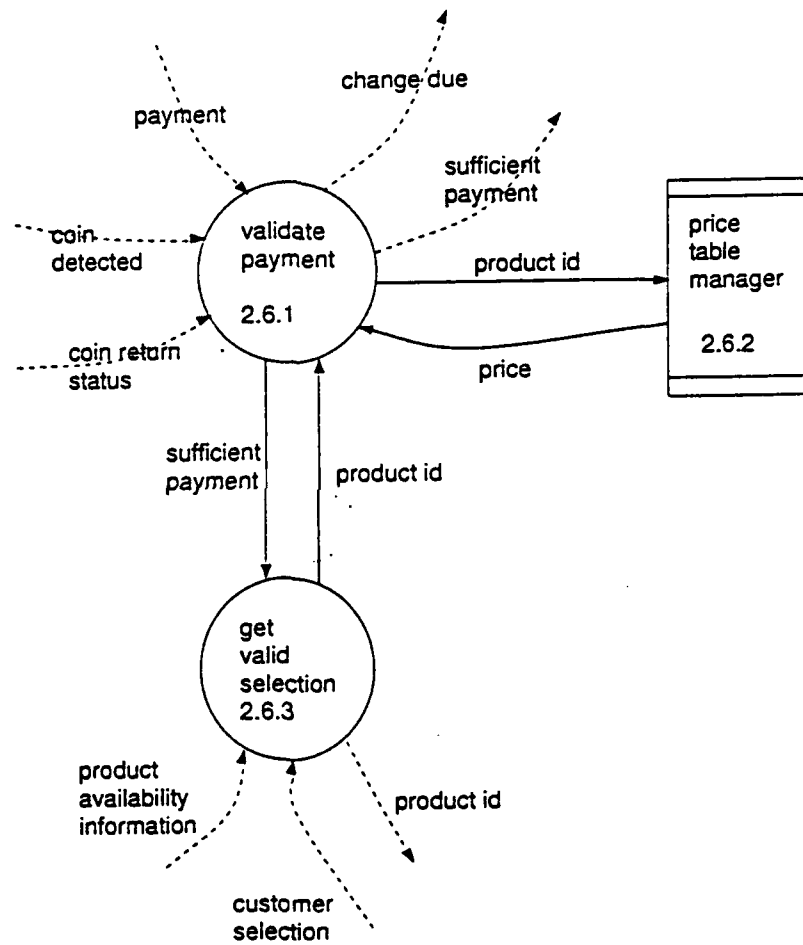 change due
payment
sufficient
payment
coin
detected
validate
payment
2.6.1
product id
price
table
manager
2.6.2
coin return
status
price
sufficient
payment
product id
get
valid
selection
2.6.3
product
availability
information
product id
customer
selection